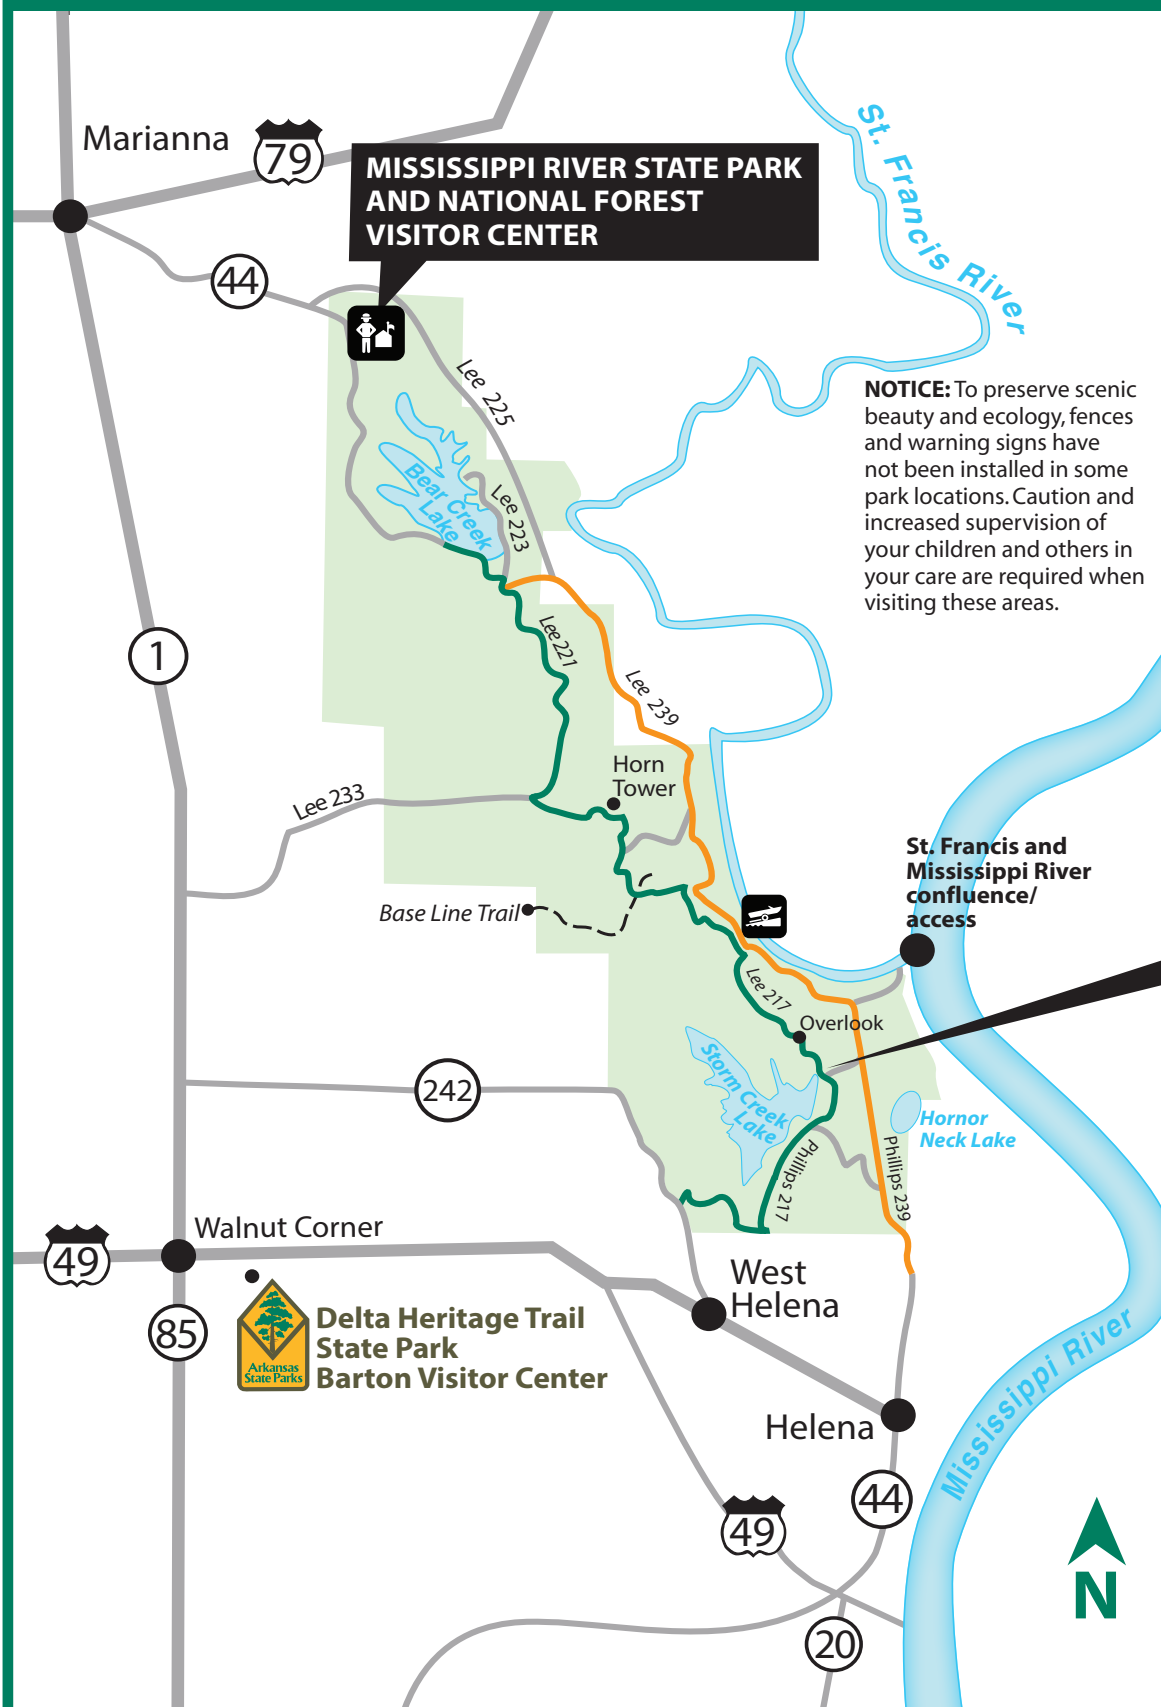 Marianna
79
MISSISSIPPI RIVER STATE PARK
AND NATIONAL FOREST
VISITOR CENTER
St. Francis River
44
Lee 225
NOTICE: To preserve scenic
beauty and ecology, fences
and warning signs have
not been installed in some
park locations. Caution and
increased supervision of
your children and others in
your care are required when
visiting these areas.
Bear Creek
Lake
Lee 223
1
Lee 221
Lee 239
Horn
Tower
Lee 233
St. Francis and
Mississippi River
confluence/
access
Base Line Trail
Lee 217
Overlook
Storm Creek
Lake
242
Hornor
Neck Lake
Phillips 217
Phillips 239
Walnut Corner
49
West
Helena
85
Arkansas
State Parks
Delta Heritage Trail
State Park
Barton Visitor Center
Mississippi River
Helena
44
49
N
20